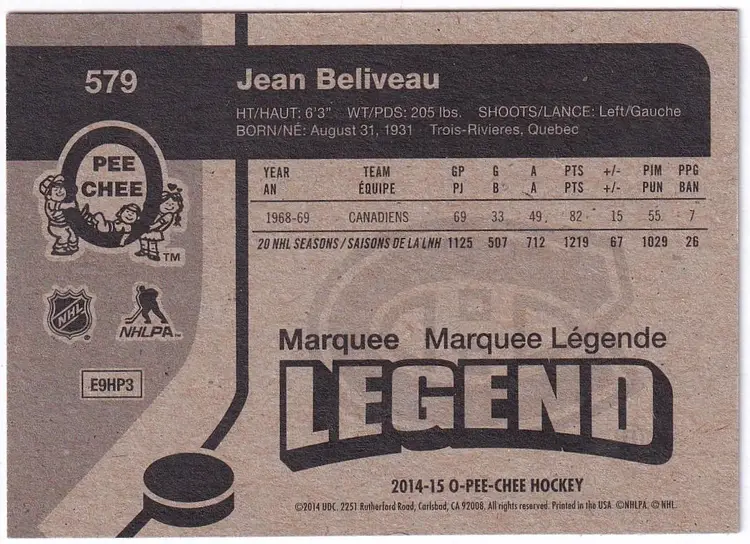 579
Jean Beliveau
HT/HAUT: 6'3" WT/PDS: 205 lbs. SHOOTS/LANCE: Left/Gauche
BORN/NÉ: August 31, 1931 Trois-Rivieres, Quebec
O
PEE
CHEE
TM
YEAR TEAM GP G A PTS +/- PIM PPG
AN ÉQUIPE PJ B A PTS +/- PUN BAN
1968-69 CANADIENS 69 33 49 82 15 55 7
20 NHL SEASONS/SAISONS DE LA LNH 1125 507 712 1219 67 1029 26
NHL
NHLPA
E9HP3
Marquee Marquee Légende
LEGEND
2014-15 O-PEE-CHEE HOCKEY
©2014 UDC. 2251 Rutherford Road, Carlsbad, CA 92008. All rights reserved. Printed in the USA. ©NHLPA. ©NHL.